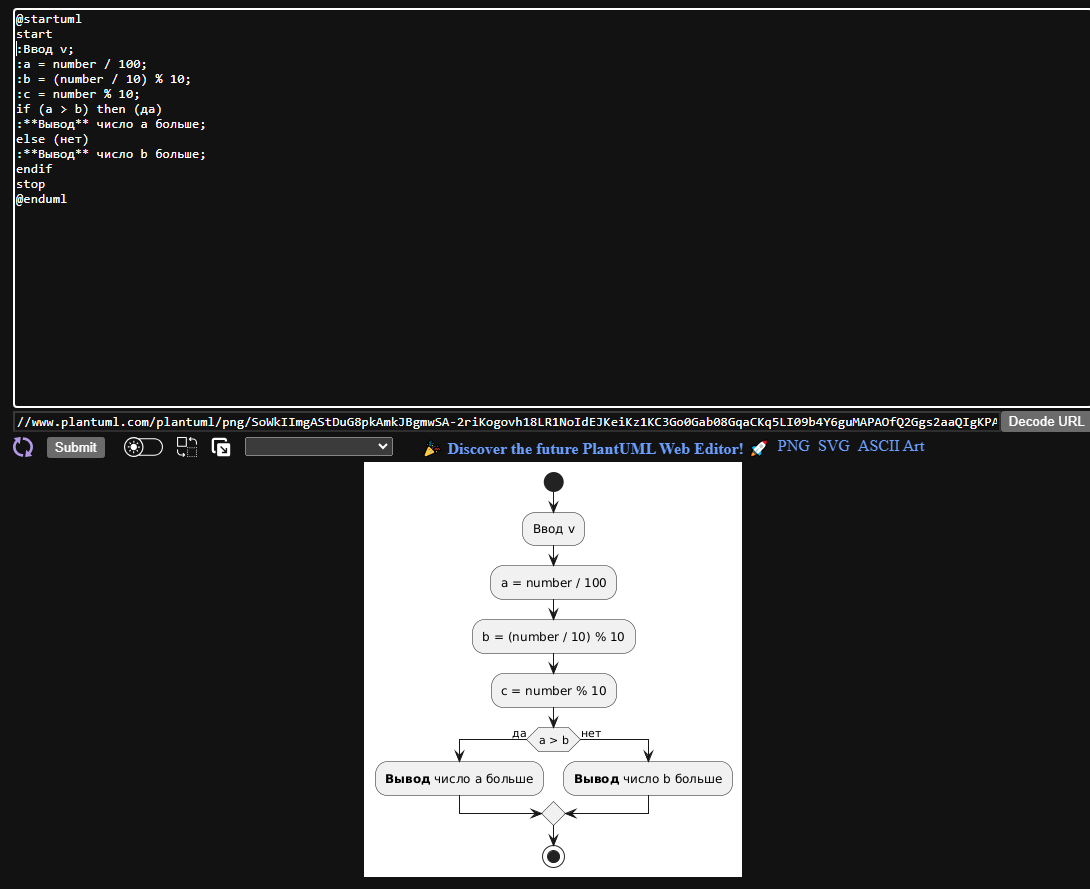 @startuml
start
:Ввод v;
:a = number / 100;
:b = (number / 10) % 10;
:c = number % 10;
if (a > b) then (да)
:**Вывод** число a больше;
else (нет)
:**Вывод** число b больше;
endif
stop
@enduml
//www.plantuml.com/plantuml/png/SoWkIImgAStDuG8pkAmkJBgmwSA-2riKogovh18LR1NoIdEJKeiKz1KC3Go0Gab08GqaCKq5LI09b4Y6guMAPAOfQ2Ggs2aaQIgKPA
Decode URL
Submit
Discover the future PlantUML Web Editor!
PNG SVG ASCII Art
Ввод v
a = number / 100
b = (number / 10) % 10
c = number % 10
да
a > b
нет
Вывод число a больше
Вывод число b больше